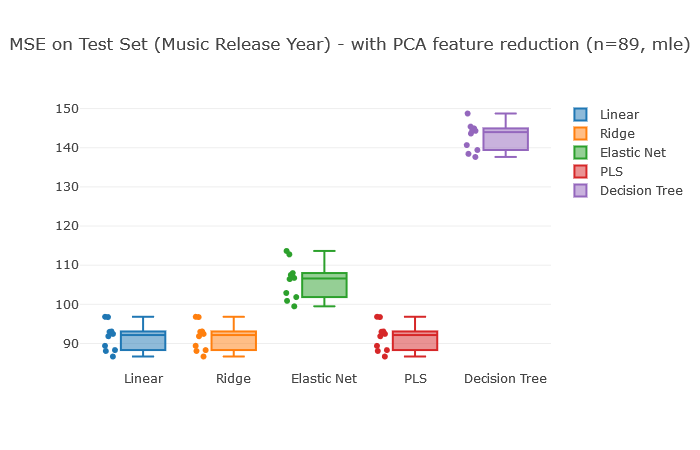 MSE on Test Set (Music Release Year) - with PCA feature reduction (n=89, mle)
150
140
130
120
110
100
90
Linear
Ridge
Elastic Net
PLS
Decision Tree
Linear
Ridge
Elastic Net
PLS
Decision Tree